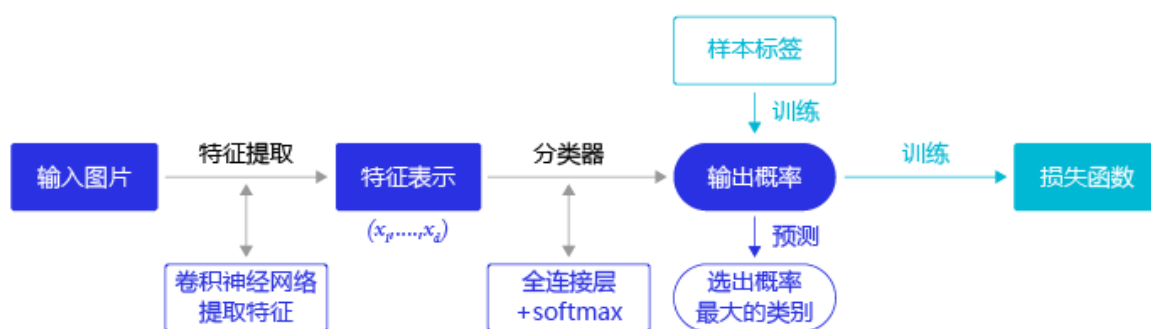 样本标签
训练
特征提取
分类器
训练
输入图片
特征表示
输出概率
损失函数
(x₁,....,x_d)
预测
卷积神经网络
提取特征
全连接层
+softmax
选出概率
最大的类别